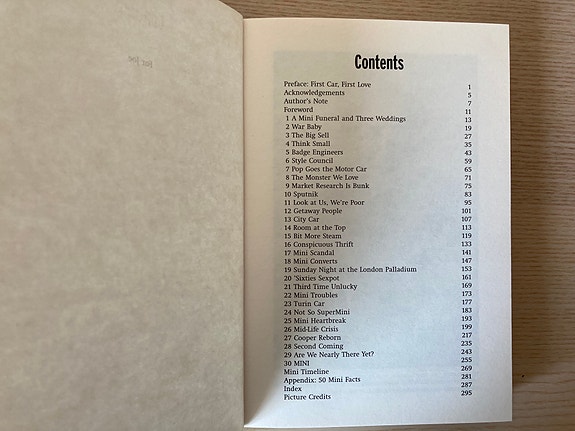 Contents
Preface: First Car, First Love 1
Acknowledgements 5
Author's Note 7
Foreword 11
1 A Mini Funeral and Three Weddings 13
2 War Baby 19
3 The Big Sell 27
4 Think Small 35
5 Badge Engineers 43
6 Style Council 59
7 Pop Goes the Motor Car 65
8 The Monster We Love 71
9 Market Research Is Bunk 75
10 Sputnik 83
11 Look at Us, We're Poor 95
12 Getaway People 101
13 City Car 107
14 Room at the Top 113
15 Bit More Steam 119
16 Conspicuous Thrift 133
17 Mini Scandal 141
18 Mini Converts 147
19 Sunday Night at the London Palladium 153
20 'Sixties Sexpot 161
21 Third Time Unlucky 169
22 Mini Troubles 173
23 Turin Car 177
24 Not So SuperMini 183
25 Mini Heartbreak 193
26 Mid-Life Crisis 199
27 Cooper Reborn 217
28 Second Coming 235
29 Are We Nearly There Yet? 243
30 MINI 255
Mini Timeline 269
Appendix: 50 Mini Facts 281
Index 287
Picture Credits 295